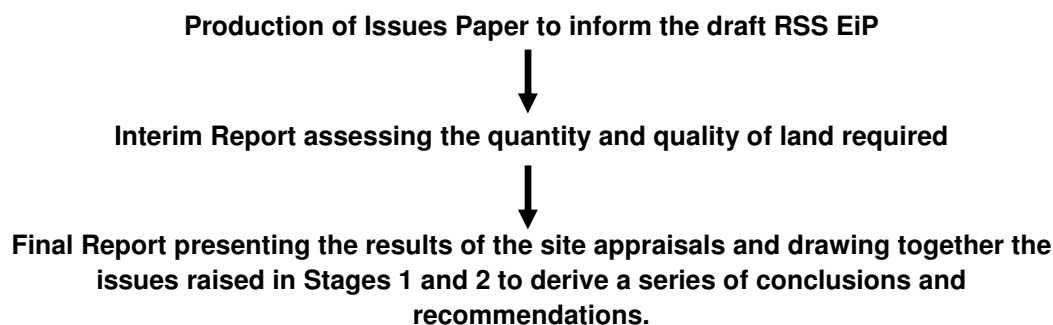 Production of Issues Paper to inform the draft RSS EiP
Interim Report assessing the quantity and quality of land required
Final Report presenting the results of the site appraisals and drawing together the
issues raised in Stages 1 and 2 to derive a series of conclusions and
recommendations.